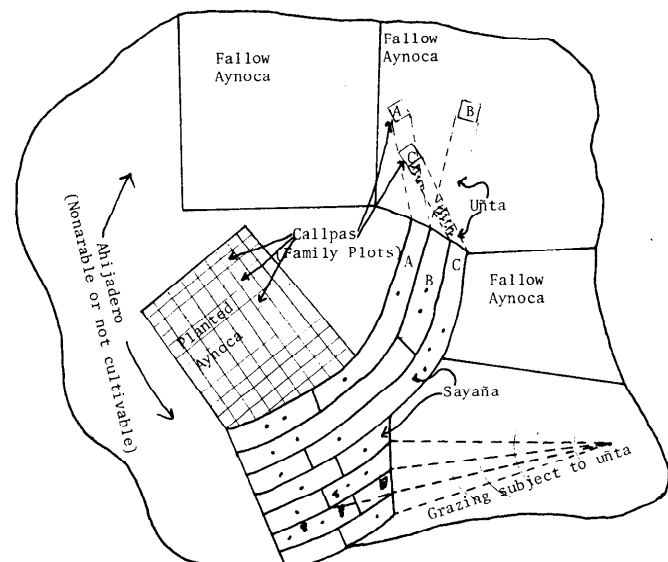 Fallow
Aynoca
Fallow
Aynoca
A
B
C
Uñta
Callpas
(Family Plots)
A
B
C
Ahijadero
(Nonarable or not cultivable)
Planted
Aynoca
Fallow
Aynoca
Sayaña
Grazing subject to uñta